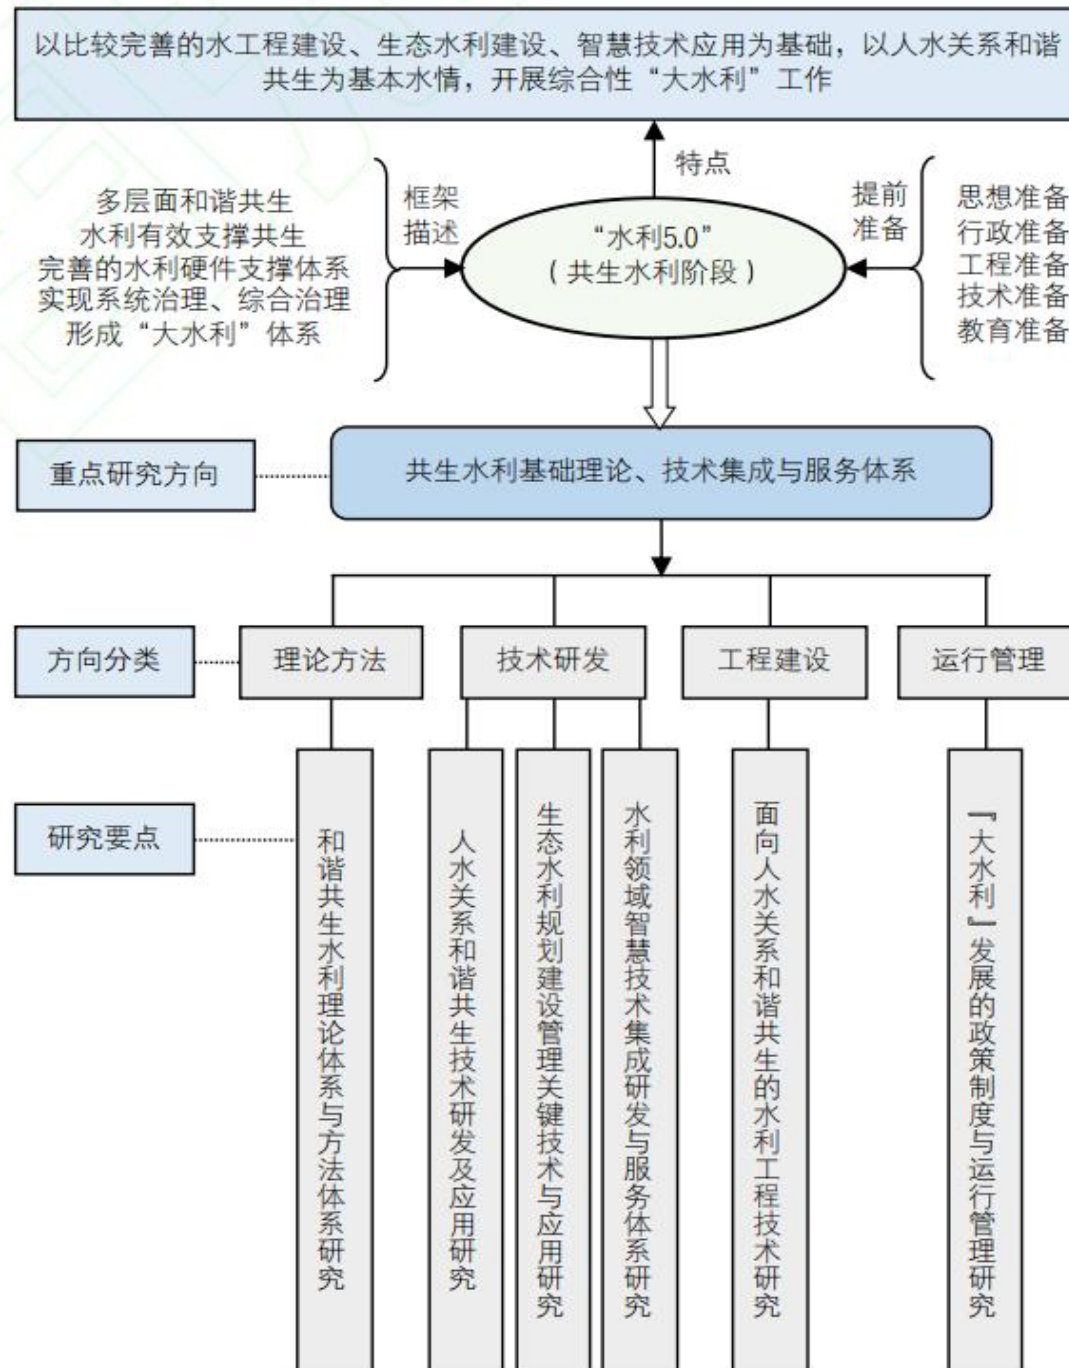 以比较完善的水工程建设、生态水利建设、智慧技术应用为基础，以人水关系和谐
共生为基本水情，开展综合性“大水利”工作
特点
多层面和谐共生
水利有效支撑共生
完善的水利硬件支撑体系
实现系统治理、综合治理
形成“大水利”体系
框架
描述
“水利5.0”
（共生水利阶段）
提前
准备
思想准备
行政准备
工程准备
技术准备
教育准备
重点研究方向
共生水利基础理论、技术集成与服务体系
方向分类
理论方法
技术研发
工程建设
运行管理
研究要点
和谐共生水利理论体系与方法体系研究
人水关系和谐共生技术研发及应用研究
生态水利规划建设管理关键技术与应用研究
水利领域智慧技术集成研发与服务体系研究
面向人水关系和谐共生的水利工程技术研究
『大水利』发展的政策制度与运行管理研究